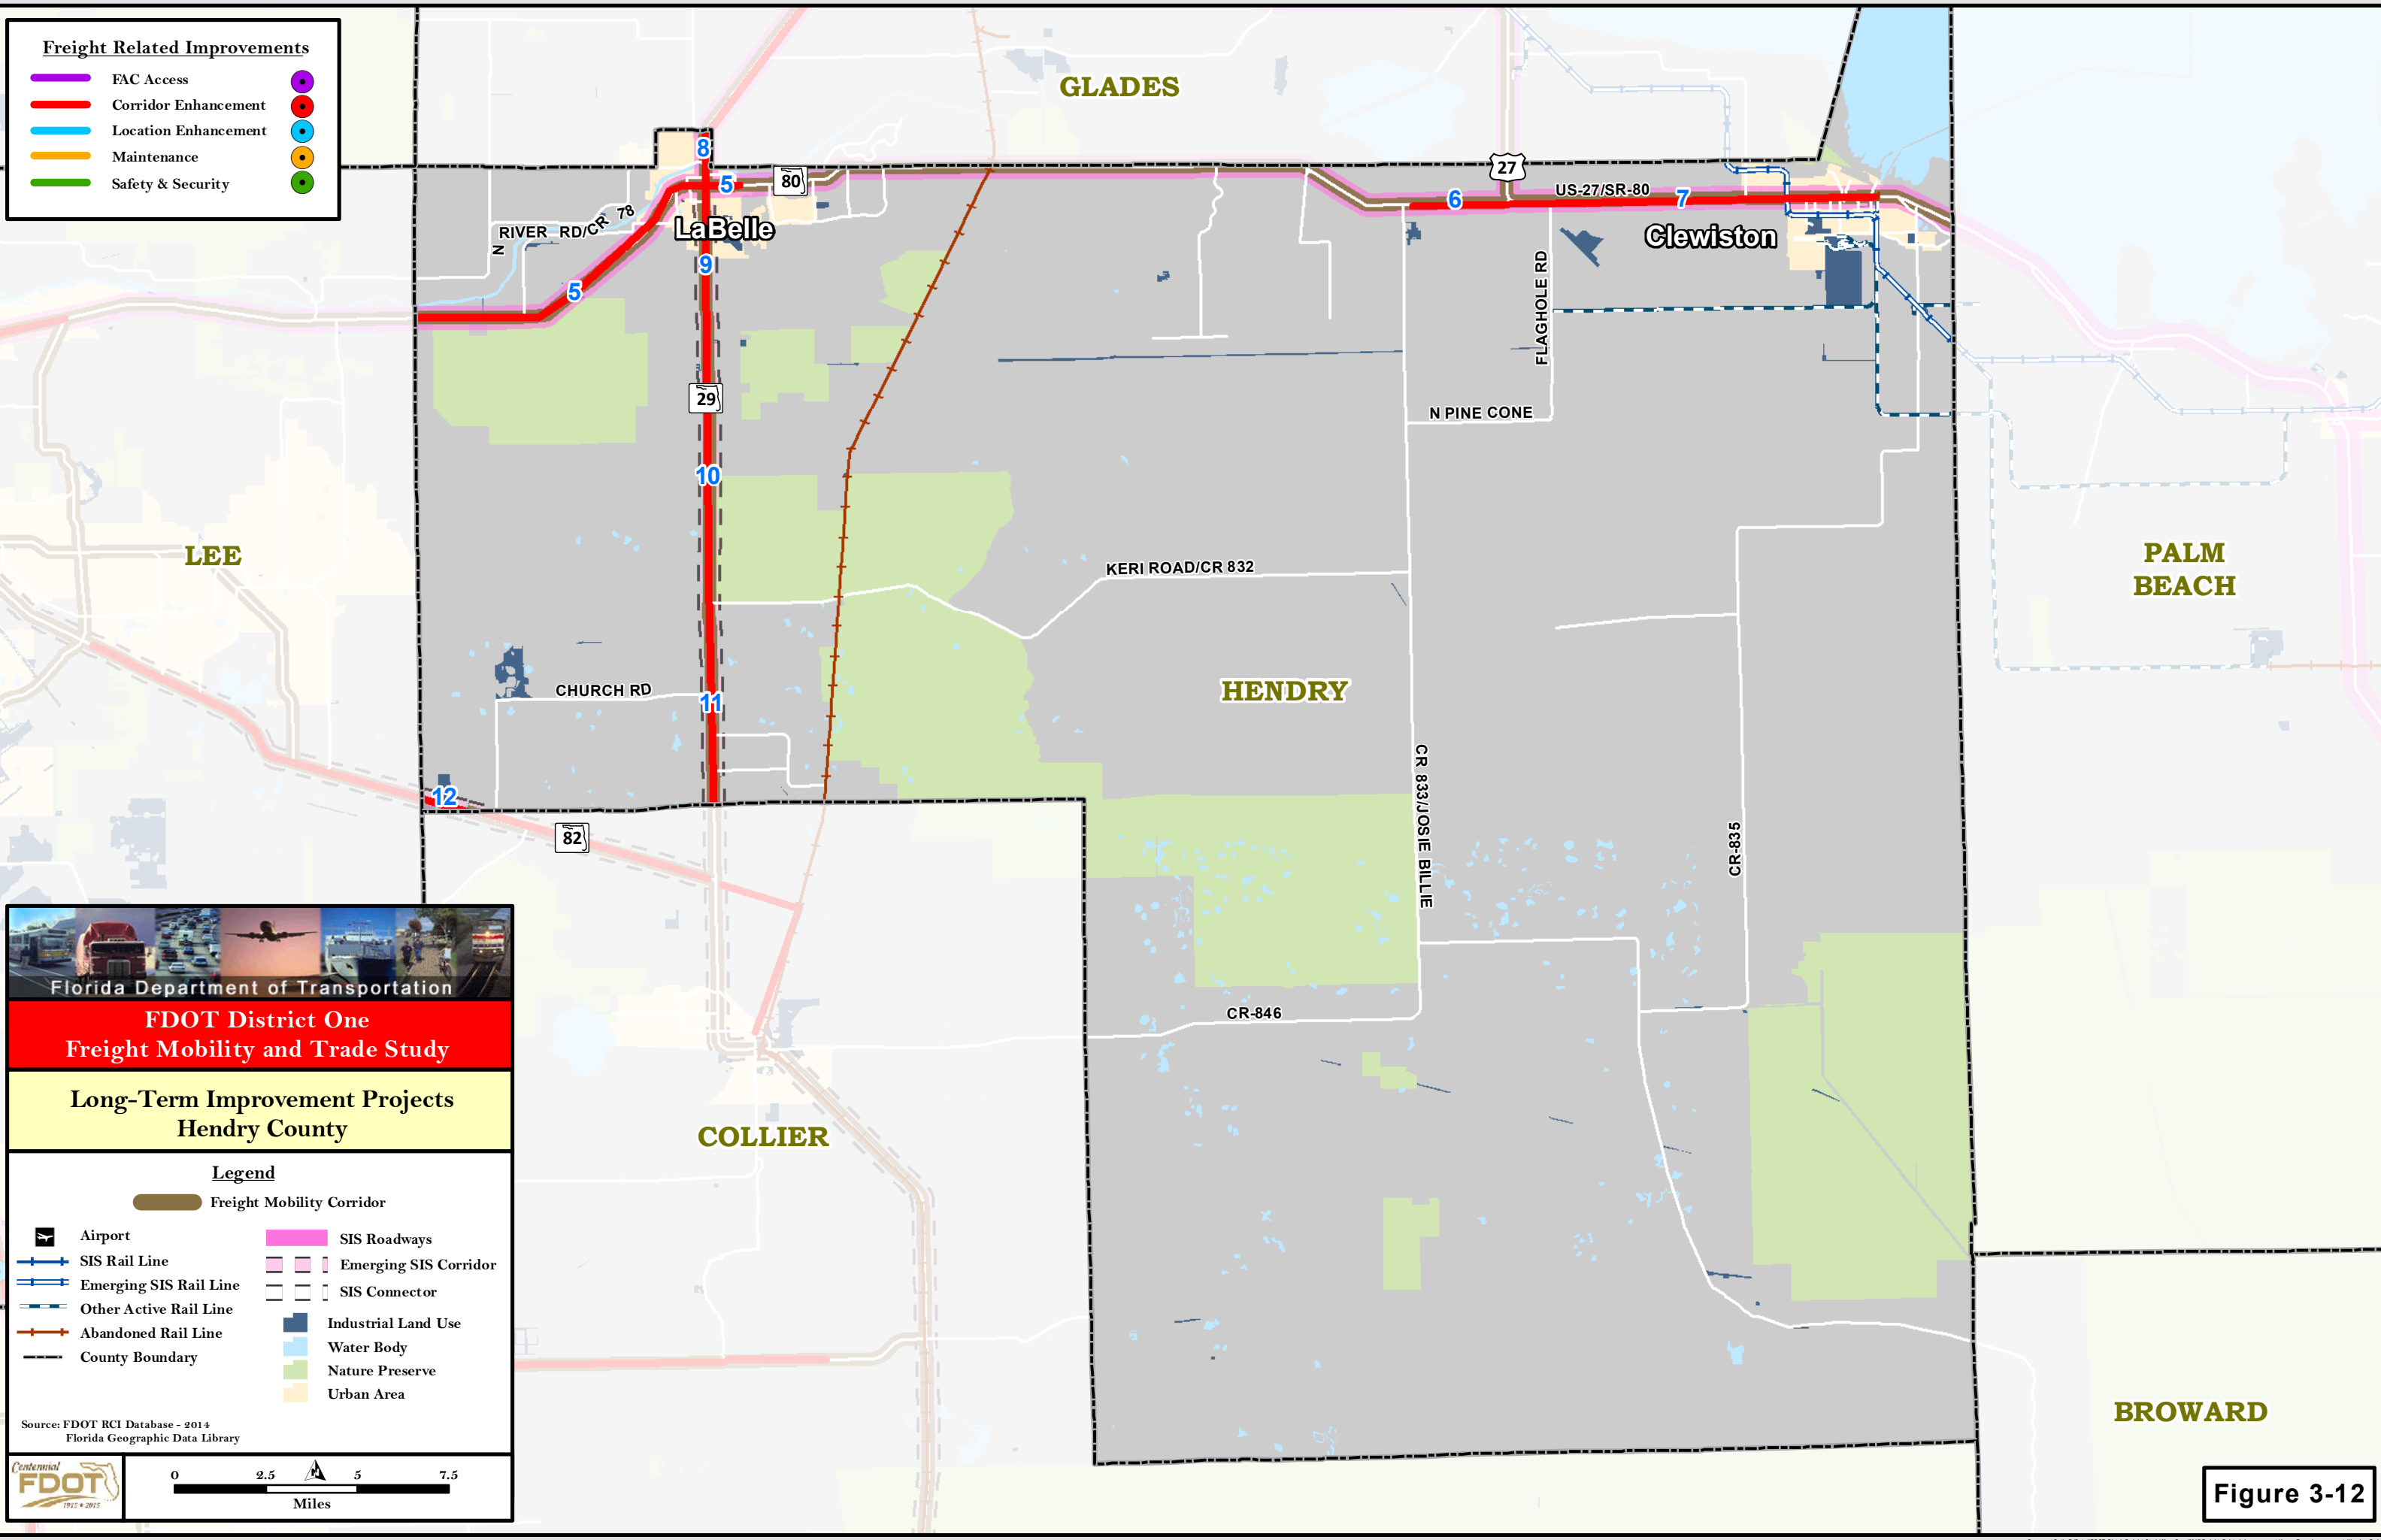 Freight Related Improvements
FAC Access
Corridor Enhancement
Location Enhancement
Maintenance
Safety & Security
GLADES
8
5
80
27
US-27/SR-80
6
7
RIVER RD/CR 78
N
LaBelle
Clewiston
9
5
FLAGHOLE RD
29
N PINE CONE
10
LEE
KERI ROAD/CR 832
PALM
BEACH
CHURCH RD
11
HENDRY
12
82
CR 833/JOSIE BILLIE
CR-835
CR-846
COLLIER
BROWARD
Florida Department of Transportation
FDOT District One
Freight Mobility and Trade Study
Long-Term Improvement Projects
Hendry County
Legend
Freight Mobility Corridor
Airport
SIS Rail Line
Emerging SIS Rail Line
Other Active Rail Line
Abandoned Rail Line
County Boundary
SIS Roadways
Emerging SIS Corridor
SIS Connector
Industrial Land Use
Water Body
Nature Preserve
Urban Area
Source: FDOT RCI Database - 2014
Florida Geographic Data Library
Centennial
FDOT
1915 ★ 2015
N
0 2.5 5 7.5
Miles
Figure 3-12